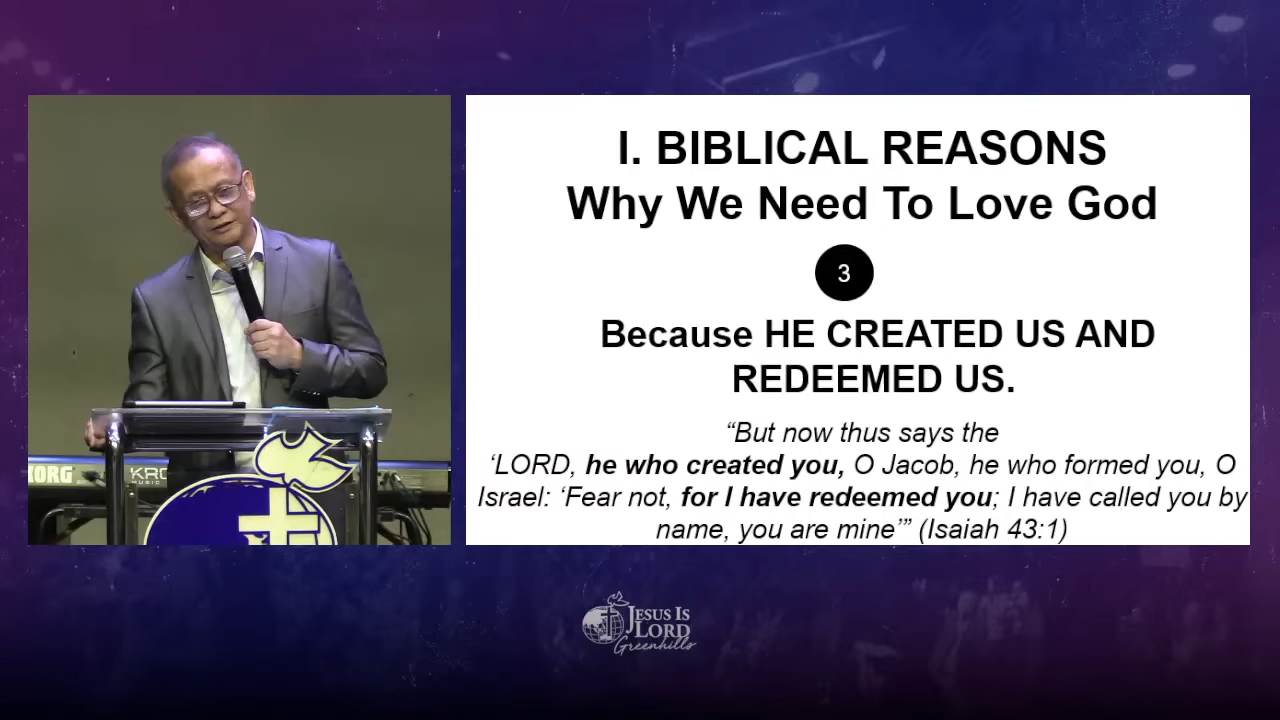 I. BIBLICAL REASONS
Why We Need To Love God
3
Because HE CREATED US AND
REDEEMED US.
“But now thus says the
‘LORD, he who created you, O Jacob, he who formed you, O
Israel: ‘Fear not, for I have redeemed you; I have called you by
name, you are mine’” (Isaiah 43:1)
KORG
KRO
MUSIC
JESUS IS
LORD
Greenhills